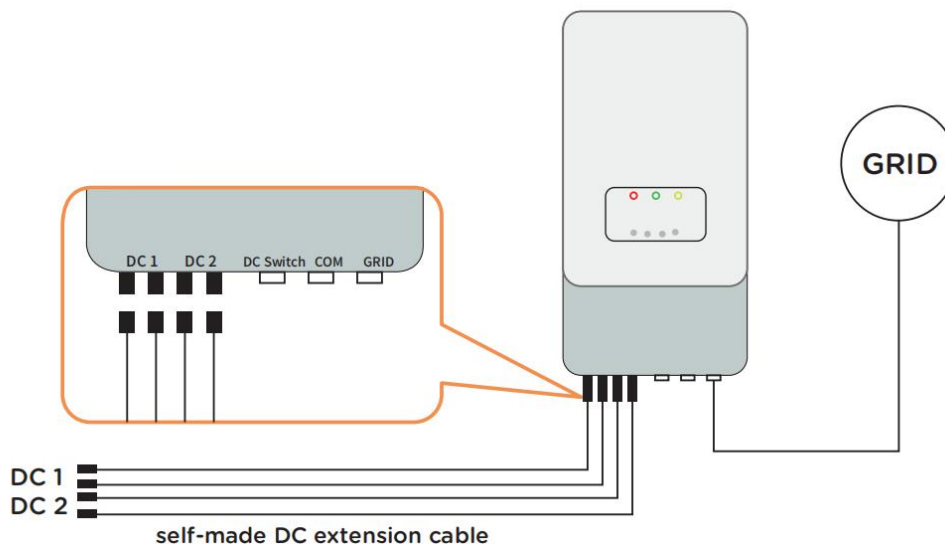 GRID
DC 1 DC 2 DC Switch COM GRID
DC 1
DC 2
self-made DC extension cable